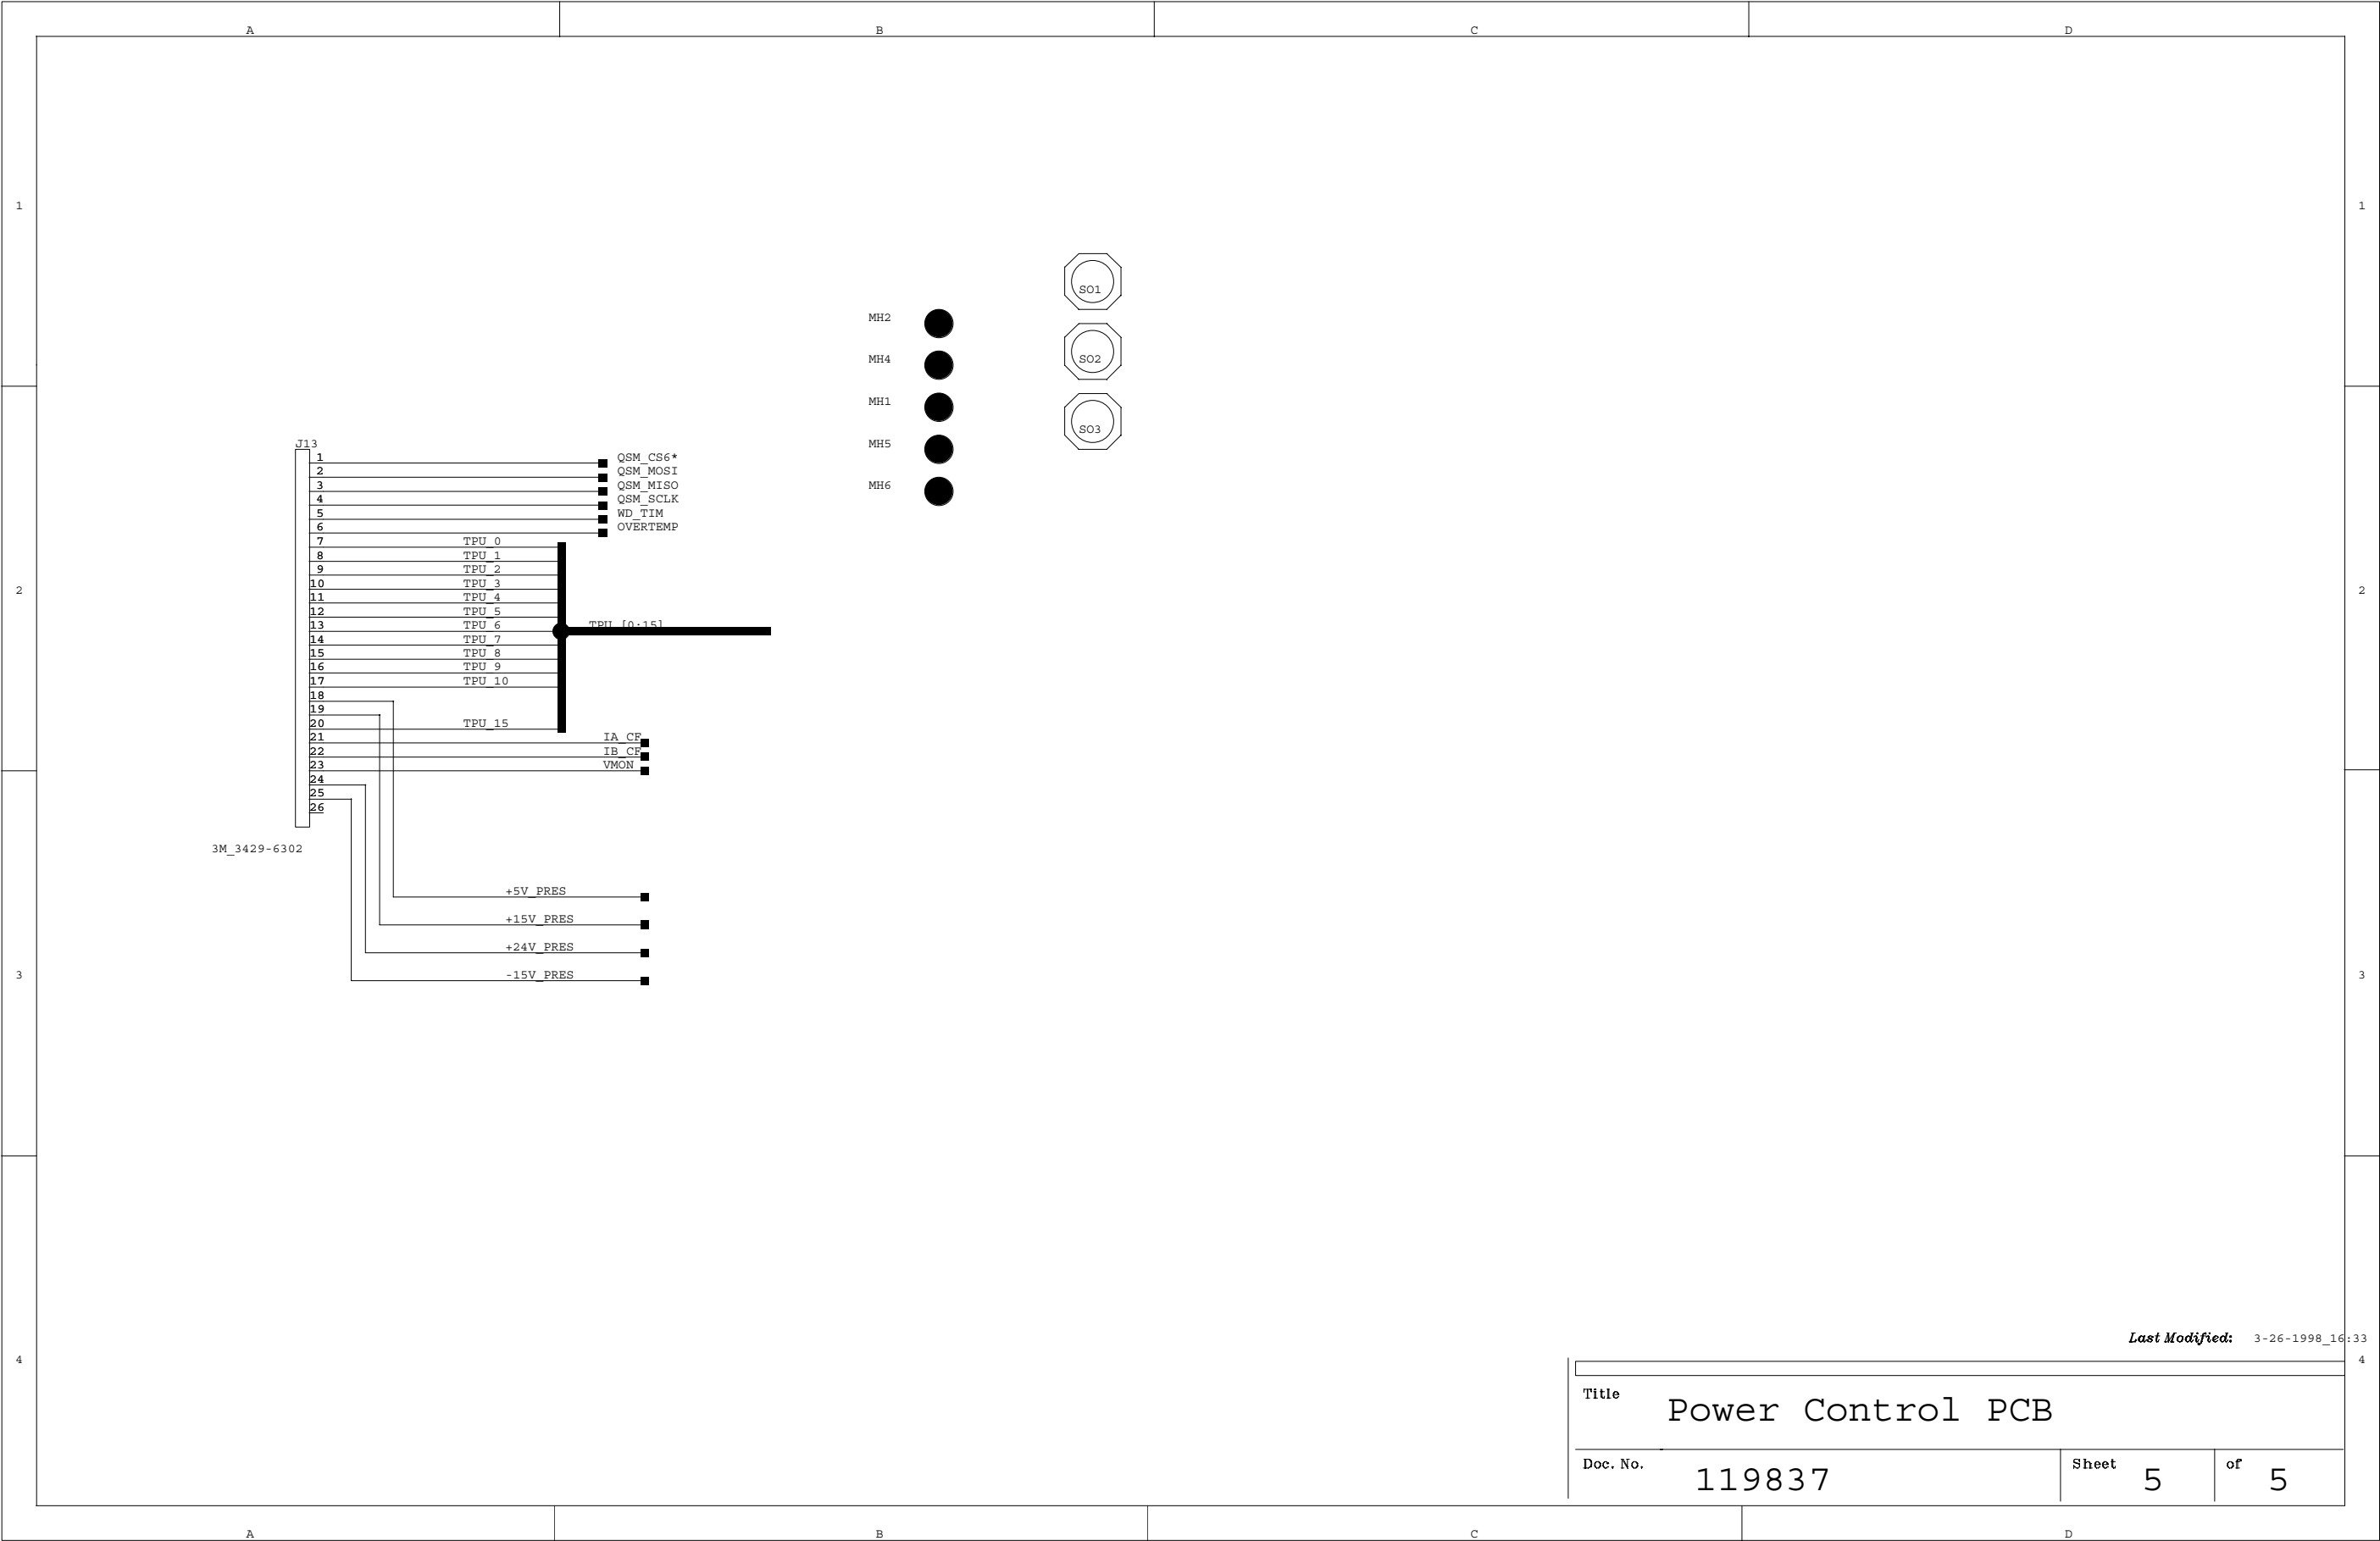 A B C D
1 1
SO1
MH2
SO2
MH4
MH1
SO3
MH5
MH6
J13
1 QSM_CS6*
2 QSM_MOSI
3 QSM_MISO
4 QSM_SCLK
5 WD_TIM
6 OVERTEMP
7 TPU_0
8 TPU_1
9 TPU_2
2 2
10 TPU_3
11 TPU_4
12 TPU_5
13 TPU_6 TPU_[0:15]
14 TPU_7
15 TPU_8
16 TPU_9
17 TPU_10
18
19
20 TPU_15
21 IA_CF
22 IB_CF
23 VMON
24
25
26
3M_3429-6302
+5V_PRES
+15V_PRES
+24V_PRES
3 3
-15V_PRES
Last Modified: 3-26-1998_16:33
4 4
Title Power Control PCB
Doc. No. 119837 Sheet 5 of 5
A B C D